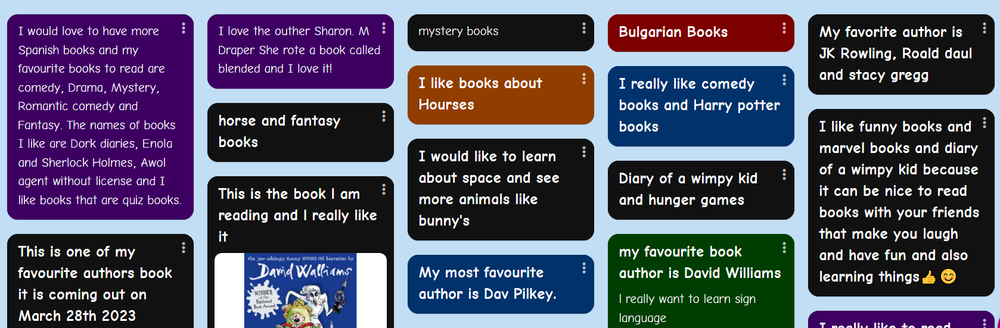 I would love to have more
Spanish books and my
favourite books to read are
comedy, Drama, Mystery,
Romantic comedy and
Fantasy. The names of books
I like are Dork diaries, Enola
and Sherlock Holmes, Awol
agent without license and I
like books that are quiz books.
This is one of my
favourite authors book
it is coming out on
March 28th 2023
I love the outher Sharon. M
Draper She rote a book called
blended and I love it!
horse and fantasy
books
This is the book I am
reading and I really like
it
the jaw-achingly funny NUMBER ONE bestseller by
David Walliams
WINNER
of the
National
Book Award
mystery books
I like books about
Hourses
I would like to learn
about space and see
more animals like
bunny's
My most favourite
author is Dav Pilkey.
Bulgarian Books
I really like comedy
books and Harry potter
books
Diary of a wimpy kid
and hunger games
my favourite book
author is David Williams
I really want to learn sign
language
My favorite author is
JK Rowling, Roald daul
and stacy gregg
I like funny books and
marvel books and diary
of a wimpy kid because
it can be nice to read
books with your friends
that make you laugh
and have fun and also
learning things👍😊
I really like to read